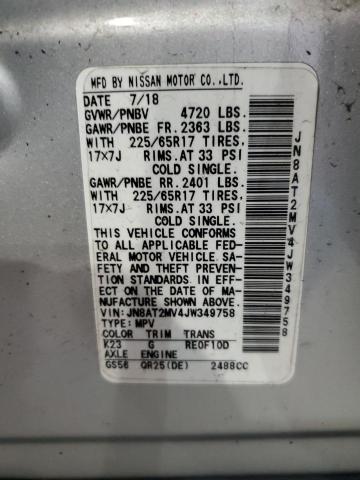 MFD BY NISSAN MOTOR CO.,LTD.
DATE 7/18
GVWR/PNBV 4720 LBS.
GAWR/PNBE FR. 2363 LBS.
WITH 225/65R17 TIRES,
17×7J RIMS.AT 33 PSI
COLD SINGLE.
GAWR/PNBE RR. 2401 LBS.
WITH 225/65R17 TIRES,
17×7J RIMS.AT 33 PSI
COLD SINGLE.
THIS VEHICLE CONFORMS
TO ALL APPLICABLE FED-
ERAL MOTOR VEHICLE SA-
FETY AND THEFT PREVEN-
TION STANDARDS IN EFF-
ECT ON THE DATE OF MA-
NUFACTURE SHOWN ABOVE.
VIN: JN8AT2MV4JW349758
TYPE: MPV
COLOR TRIM TRANS
K23 G RE0F10D
AXLE ENGINE
GS56 QR25(DE) 2488CC
JN8AT2MV4JW349758